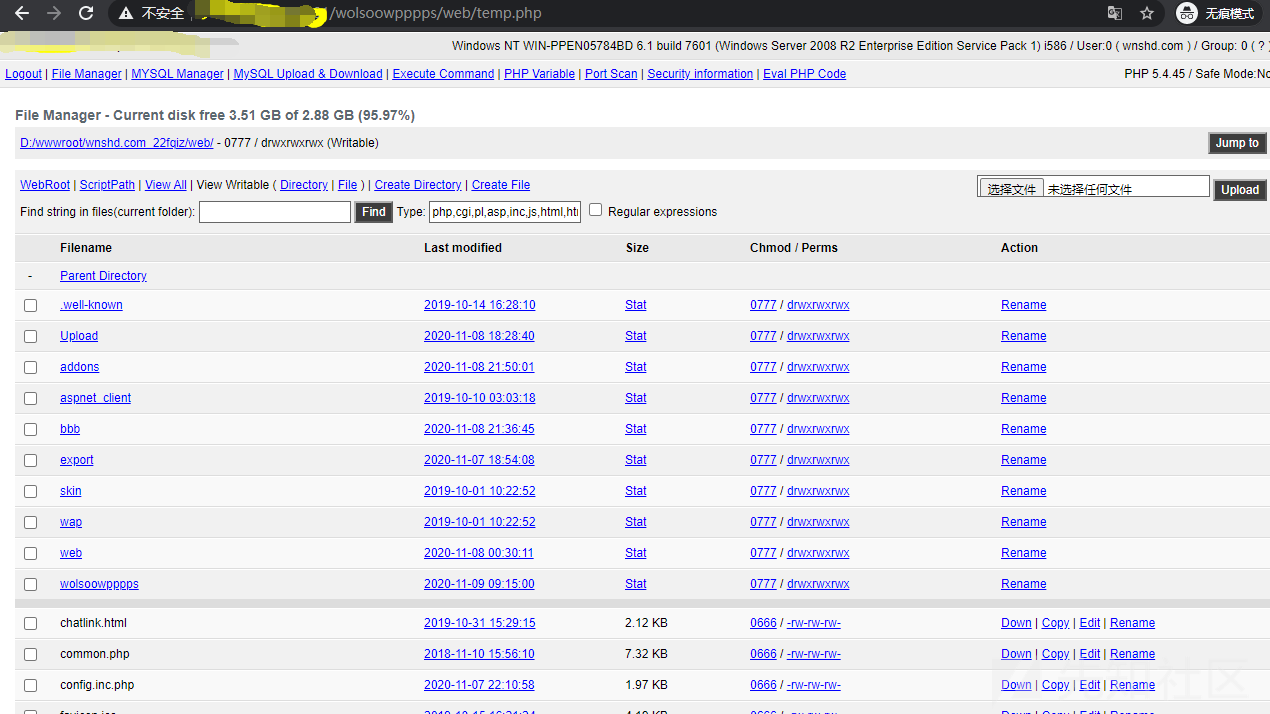 不安全 /wolsoowpppps/web/temp.php 无痕模式
Windows NT WIN-PPEN05784BD 6.1 build 7601 (Windows Server 2008 R2 Enterprise Edition Service Pack 1) i586 / User:0 ( wnshd.com ) / Group: 0 ( ? )
Logout | File Manager | MYSQL Manager | MySQL Upload & Download | Execute Command | PHP Variable | Port Scan | Security information | Eval PHP Code PHP 5.4.45 / Safe Mode:No
File Manager - Current disk free 3.51 GB of 2.88 GB (95.97%)
D:/wwwroot/wnshd.com_22fqiz/web/ - 0777 / drwxrwxrwx (Writable) Jump to
WebRoot | ScriptPath | View All | View Writable ( Directory | File ) | Create Directory | Create File 选择文件 未选择任何文件 Upload
Find string in files(current folder): Find Type: php,cgi,pl,asp,inc,js,html,ht Regular expressions
Filename Last modified Size Chmod / Perms Action
- Parent Directory
.well-known 2019-10-14 16:28:10 Stat 0777 / drwxrwxrwx Rename
Upload 2020-11-08 18:28:40 Stat 0777 / drwxrwxrwx Rename
addons 2020-11-08 21:50:01 Stat 0777 / drwxrwxrwx Rename
aspnet_client 2019-10-10 03:03:18 Stat 0777 / drwxrwxrwx Rename
bbb 2020-11-08 21:36:45 Stat 0777 / drwxrwxrwx Rename
export 2020-11-07 18:54:08 Stat 0777 / drwxrwxrwx Rename
skin 2019-10-01 10:22:52 Stat 0777 / drwxrwxrwx Rename
wap 2019-10-01 10:22:52 Stat 0777 / drwxrwxrwx Rename
web 2020-11-08 00:30:11 Stat 0777 / drwxrwxrwx Rename
wolsoowpppps 2020-11-09 09:15:00 Stat 0777 / drwxrwxrwx Rename
chatlink.html 2019-10-31 15:29:15 2.12 KB 0666 / -rw-rw-rw- Down | Copy | Edit | Rename
common.php 2018-11-10 15:56:10 7.32 KB 0666 / -rw-rw-rw- Down | Copy | Edit | Rename
config.inc.php 2020-11-07 22:10:58 1.97 KB 0666 / -rw-rw-rw- Down | Copy | Edit | Rename